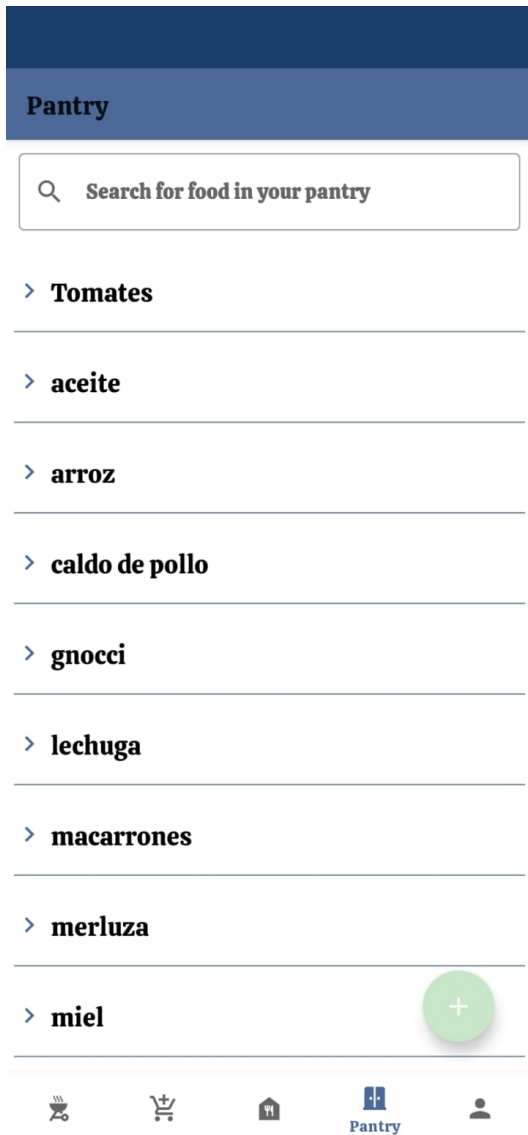 Pantry
Search for food in your pantry
Tomates
aceite
arroz
caldo de pollo
gnocci
lechuga
macarrones
merluza
miel
Pantry